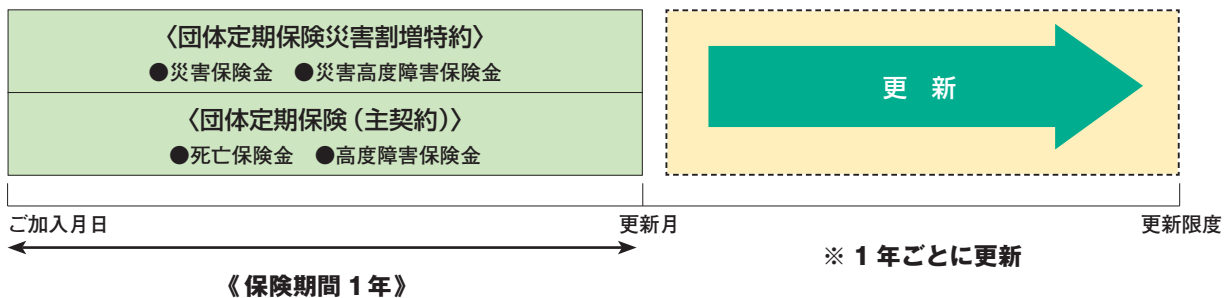 〈団体定期保険災害割増特約〉
●災害保険金 ●災害高度障害保険金
〈団体定期保険（主契約）〉
●死亡保険金 ●高度障害保険金
更 新
ご加入月日
更新月
更新限度
※ 1年ごとに更新
《保険期間1年》